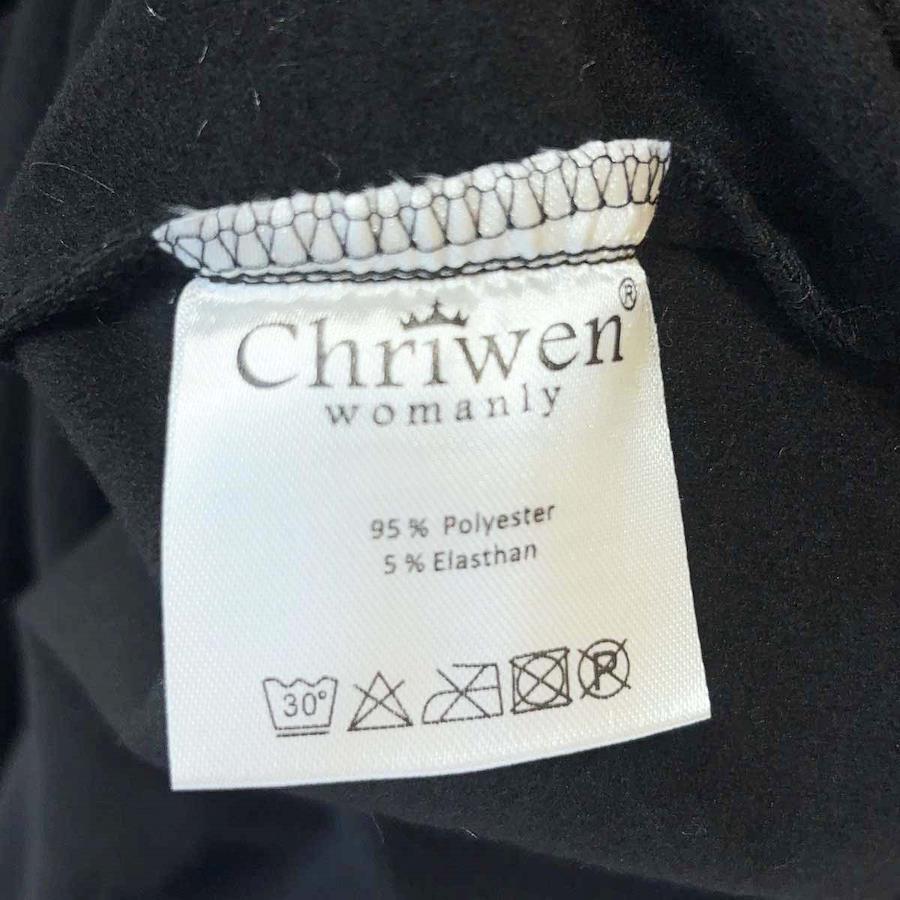 Chriwen®
womanly
95 % Polyester
5 % Elasthan
30° P